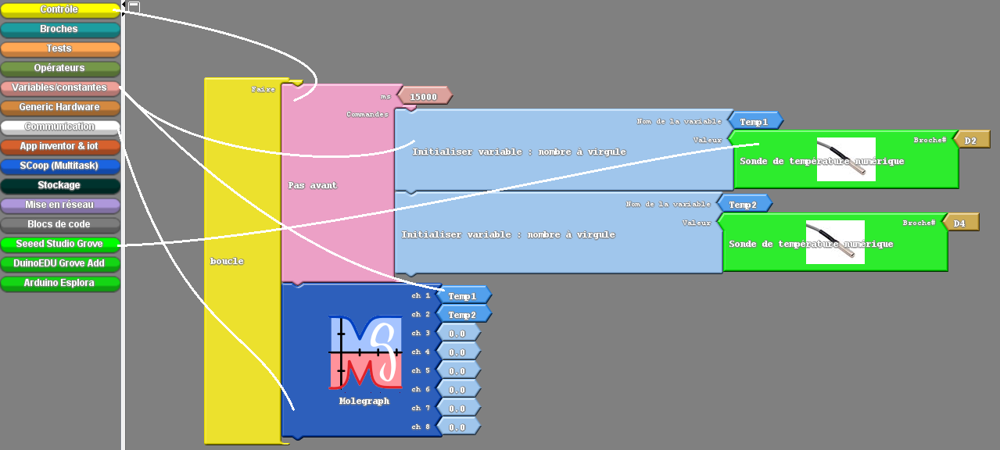 Contrôle
Broches
Tests
Opérateurs
Variables/constantes
Generic Hardware
Communication
App inventor & iot
SCoop (Multitask)
Stockage
Mise en réseau
Blocs de code
Seeed Studio Grove
DuinoEDU Grove Add
Arduino Esplora
boucle
Faire
Pas avant
ms 15000
Commandes
Initialiser variable : nombre à virgule
Nom de la variable Temp1
Valeur
Sonde de température numérique
Broche# D2
Initialiser variable : nombre à virgule
Nom de la variable Temp2
Valeur
Sonde de température numérique
Broche# D4
Molegraph
ch 1 Temp1
ch 2 Temp2
ch 3 0.0
ch 4 0.0
ch 5 0.0
ch 6 0.0
ch 7 0.0
ch 8 0.0